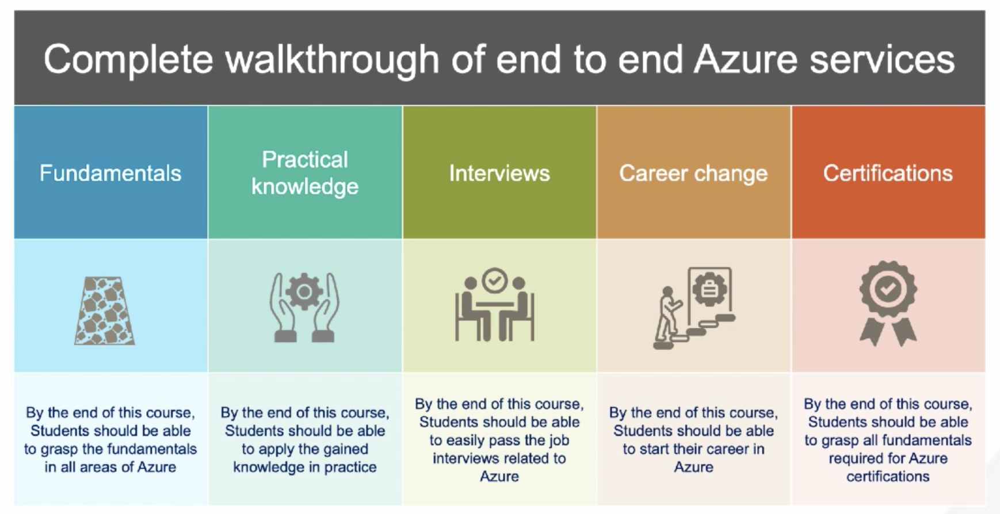 Complete walkthrough of end to end Azure services
Fundamentals
Practical
knowledge
Interviews
Career change
Certifications
By the end of this course,
Students should be able
to grasp the fundamentals
in all areas of Azure
By the end of this course,
Students should be able
to apply the gained
knowledge in practice
By the end of this course,
Students should be able
to easily pass the job
interviews related to
Azure
By the end of this course,
Students should be able
to start their career in
Azure
By the end of this course,
Students should be able
to grasp all fundamentals
required for Azure
certifications